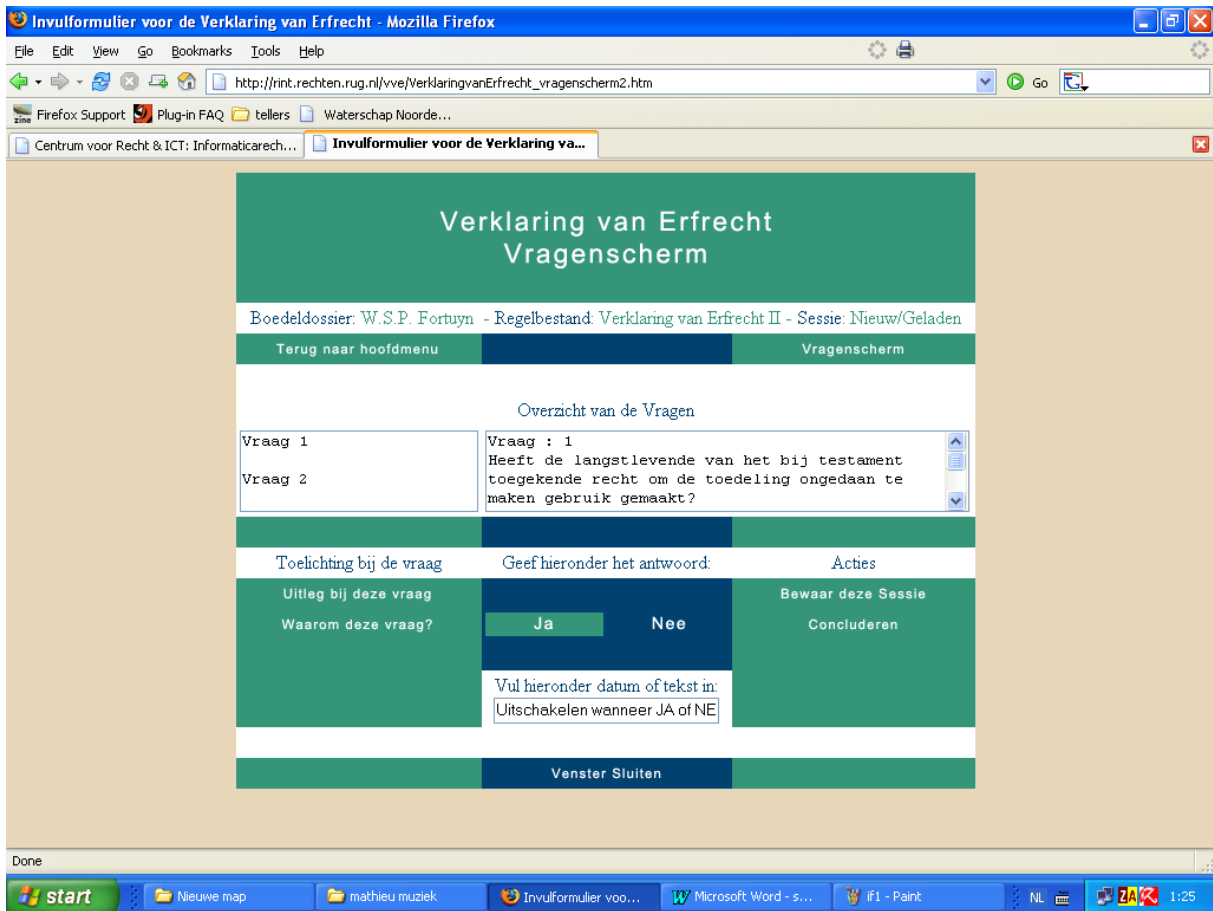 Invulformulier voor de Verklaring van Erfrecht - Mozilla Firefox
File Edit View Go Bookmarks Tools Help
http://rint.rechten.rug.nl/vve/VerklaringvanErfrecht_vragenscherm2.htm Go
Firefox Support Plug-in FAQ tellers Waterschap Noorde...
Centrum voor Recht & ICT: Informaticarech... Invulformulier voor de Verklaring va...
Verklaring van Erfrecht
Vragenscherm
Boedeldossier: W.S.P. Fortuyn - Regelbestand: Verklaring van Erfrecht II - Sessie: Nieuw/Geladen
Terug naar hoofdmenu Vragenscherm
Overzicht van de Vragen
Vraag 1
Vraag 2
Vraag : 1
Heeft de langstlevende van het bij testament
toegekende recht om de toedeling ongedaan te
maken gebruik gemaakt?
Toelichting bij de vraag Geef hieronder het antwoord: Acties
Uitleg bij deze vraag Bewaar deze Sessie
Waarom deze vraag? Ja Nee Concluderen
Vul hieronder datum of tekst in:
Uitschakelen wanneer JA of NE
Venster Sluiten
Done
start Nieuwe map mathieu muziek Invulformulier voo... Microsoft Word - s... if1 - Paint NL ZA 1:25